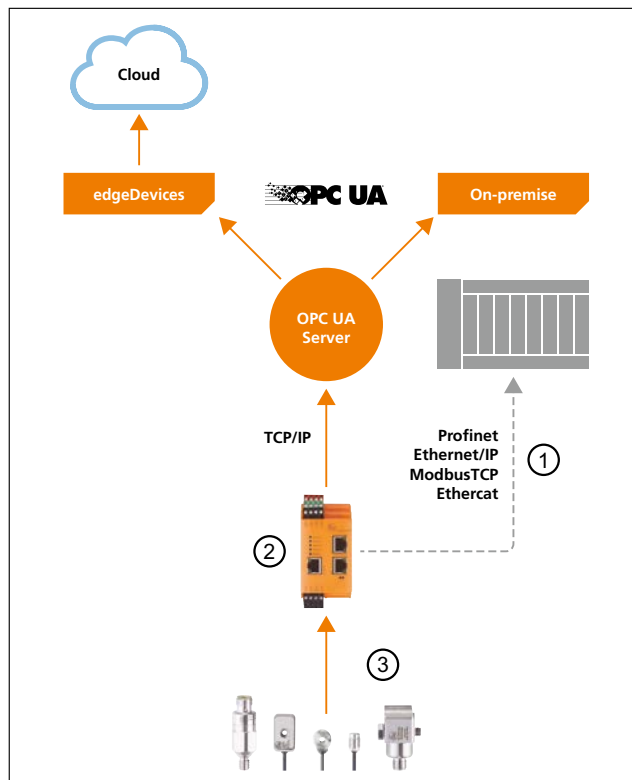 Cloud
edgeDevices
OPC UA
On-premise
OPC UA
Server
TCP/IP
Profinet
Ethernet/IP
ModbusTCP
Ethercat
1
2
3